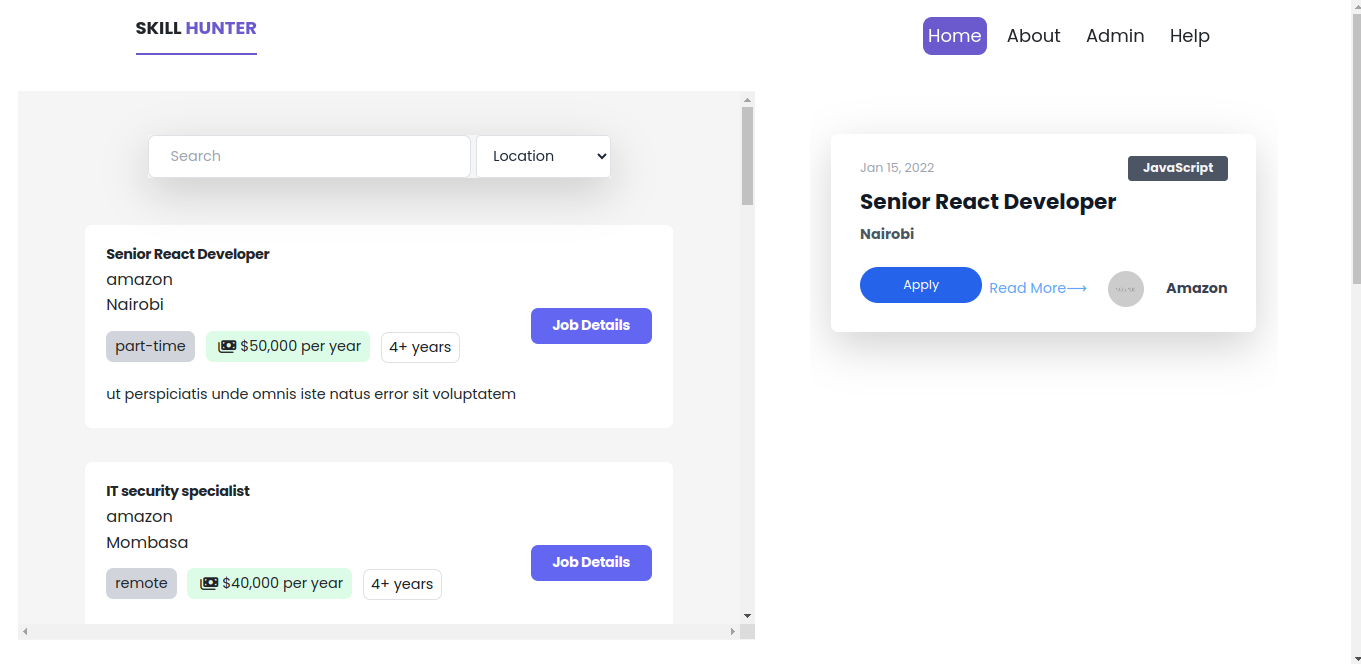 SKILL HUNTER
Home About Admin Help
Search
Location
Senior React Developer
amazon
Nairobi
part-time
$50,000 per year
4+ years
Job Details
ut perspiciatis unde omnis iste natus error sit voluptatem
IT security specialist
amazon
Mombasa
remote
$40,000 per year
4+ years
Job Details
Jan 15, 2022
JavaScript
Senior React Developer
Nairobi
Apply
Read More⟶
Amazon